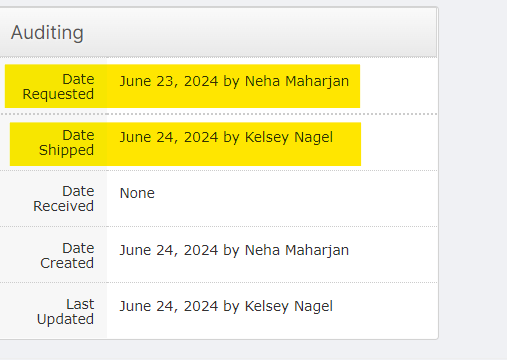 Auditing
Date Requested June 23, 2024 by Neha Maharjan
Date Shipped June 24, 2024 by Kelsey Nagel
Date Received None
Date Created June 24, 2024 by Neha Maharjan
Last Updated June 24, 2024 by Kelsey Nagel